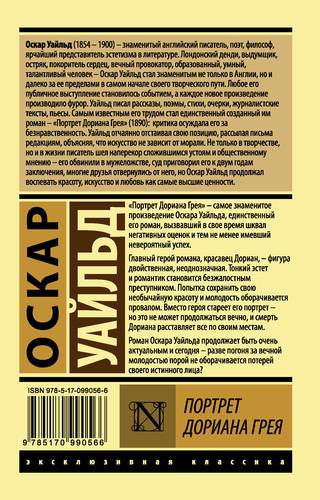 Оскар Уайльд (1854 – 1900) – знаменитый английский писатель, поэт, философ,
ярчайший представитель эстетизма в литературе. Лондонский денди, выдумщик,
остряк, покоритель сердец, вечный провокатор, образованный, умный,
талантливый человек – Оскар Уайльд стал знаменитым не только в Англии, но и
далеко за ее пределами в самом начале своего творческого пути. Любое его
публичное выступление становилось событием, а каждое новое произведение
производило фурор. Уайльд писал рассказы, поэмы, стихи, очерки, журналистские
тексты, пьесы. Самым известным его трудом стал единственный созданный им
роман – «Портрет Дориана Грея» (1890): критика осуждала его за
безнравственность. Уайльд отчаянно отстаивал свою позицию, рассылая письма
редакциям, объясняя, что искусство не зависит от морали. Не только в творчестве,
но и в жизни писатель шел наперекор сложившимся устоям и общественному
мнению – его обвинили в мужеложстве, суд приговорил его к двум годам
заключения, многие друзья отвернулись от него, но Оскар Уайльд продолжал
воспевать красоту, искусство и любовь как самые высшие ценности.
ОСКАР
УАЙЛЬД
«Портрет Дориана Грея» – самое знаменитое
произведение Оскара Уайльда, единственный
его роман, вызвавший в свое время шквал
негативных оценок и тем не менее имевший
невероятный успех.
Главный герой романа, красавец Дориан, – фигура
двойственная, неоднозначная. Тонкий эстет
и романтик становится безжалостным
преступником. Попытка сохранить свою
необычайную красоту и молодость оборачивается
провалом. Вместо героя стареет его портрет –
но это не может продолжаться вечно, и смерть
Дориана расставляет все по своим местам.
Роман Оскара Уайльда продолжает быть очень
актуальным и сегодня – разве погоня за вечной
молодостью порой не оборачивается потерей
своего истинного лица?
ISBN 978-5-17-099056-6
9 785170 990566
N
ПОРТРЕТ
ДОРИАНА ГРЕЯ
эксклюзивная классика